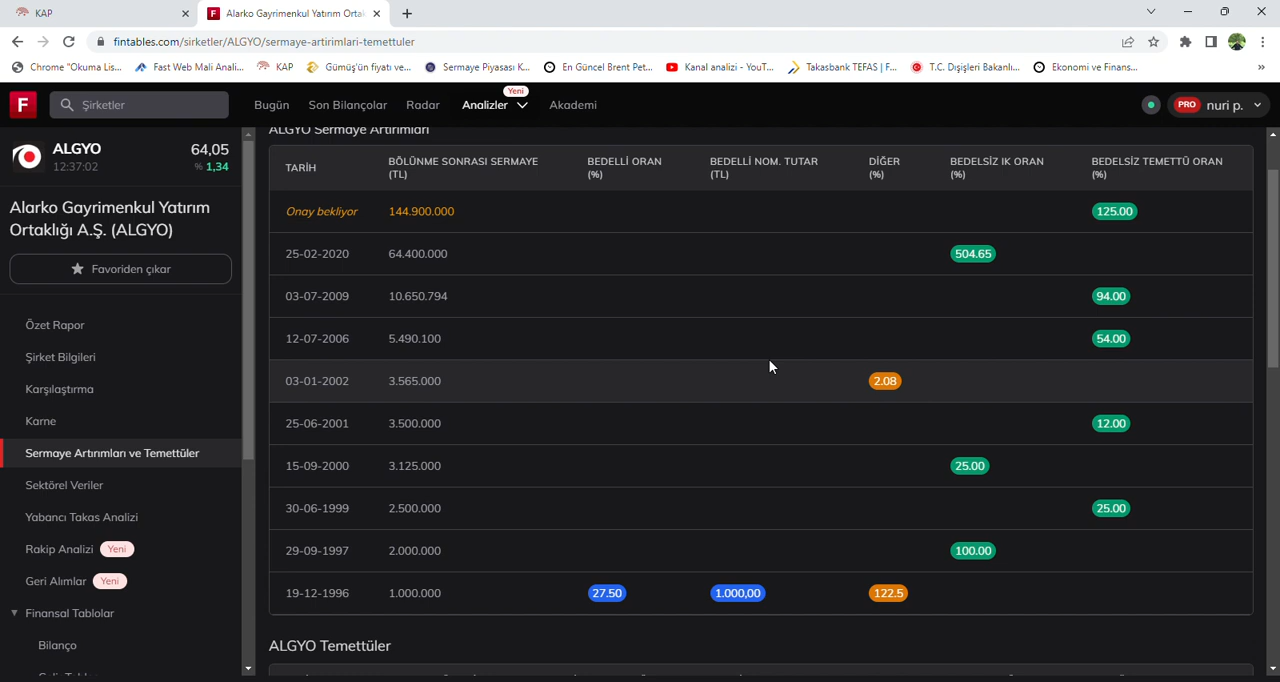 KAP
Alarko Gayrimenkul Yatırım Ortak
fintables.com/sirketler/ALGYO/sermaye-artirimlari-temettuler
Chrome "Okuma Lis...
Fast Web Mali Anali...
KAP
Gümüş'ün fiyatı ve...
Sermaye Piyasası K...
En Güncel Brent Pet...
Kanal analizi - YouT...
Takasbank TEFAS | F...
T.C. Dışişleri Bakanlı...
Ekonomi ve Finans...
»
F
Şirketler
Bugün
Son Bilançolar
Radar
Analizler
Yeni
Akademi
PRO nuri p.
ALGYO 64,05
12:37:02 % 1,34
Alarko Gayrimenkul Yatırım
Ortaklığı A.Ş. (ALGYO)
Favoriden çıkar
Özet Rapor
Şirket Bilgileri
Karşılaştırma
Karne
Sermaye Artırımları ve Temettüler
Sektörel Veriler
Yabancı Takas Analizi
Rakip Analizi Yeni
Geri Alımlar Yeni
Finansal Tablolar
Bilanço
ALGYO Sermaye Artırımları
TARİH BÖLÜNME SONRASI SERMAYE (TL) BEDELLİ ORAN (%) BEDELLİ NOM. TUTAR (TL) DİĞER (%) BEDELSİZ IK ORAN (%) BEDELSİZ TEMETTÜ ORAN (%)
Onay bekliyor 144.900.000 125.00
25-02-2020 64.400.000 504.65
03-07-2009 10.650.794 94.00
12-07-2006 5.490.100 54.00
03-01-2002 3.565.000 2.08
25-06-2001 3.500.000 12.00
15-09-2000 3.125.000 25.00
30-06-1999 2.500.000 25.00
29-09-1997 2.000.000 100.00
19-12-1996 1.000.000 27.50 1.000,00 122.5
ALGYO Temettüler